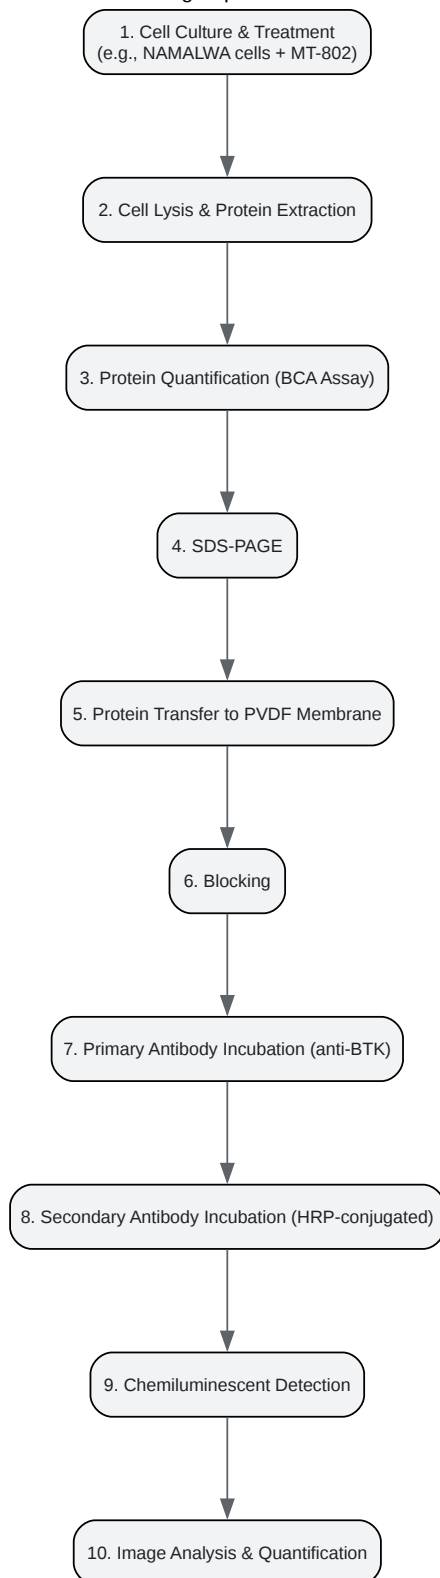 1. Cell Culture & Treatment
(e.g., NAMALWA cells + MT-802)
2. Cell Lysis & Protein Extraction
3. Protein Quantification (BCA Assay)
4. SDS-PAGE
5. Protein Transfer to PVDF Membrane
6. Blocking
7. Primary Antibody Incubation (anti-BTK)
8. Secondary Antibody Incubation (HRP-conjugated)
9. Chemiluminescent Detection
10. Image Analysis & Quantification